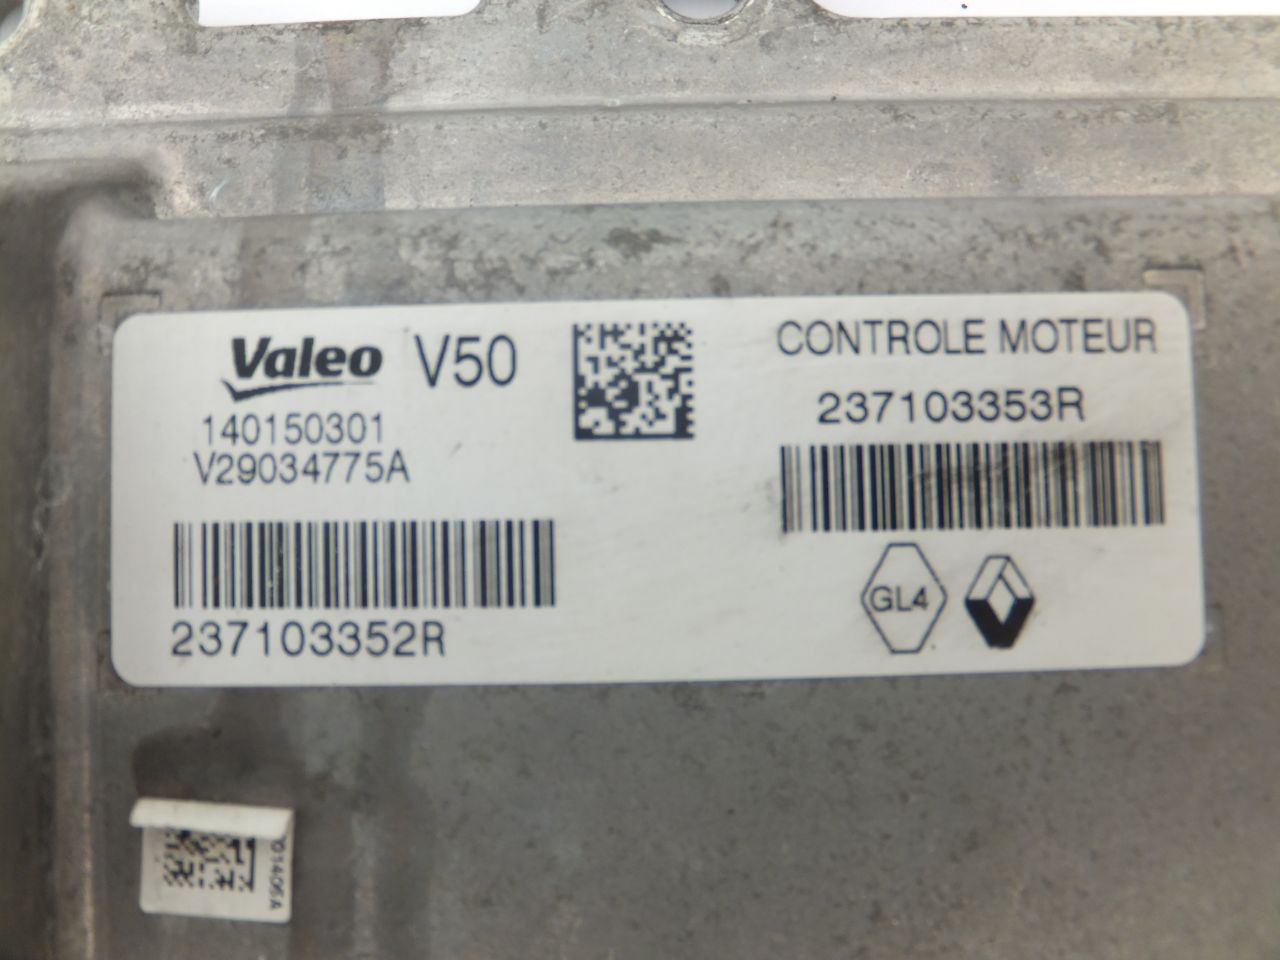 Valeo V50
140150301
V29034775A
237103352R
CONTROLE MOTEUR
237103353R
GL4